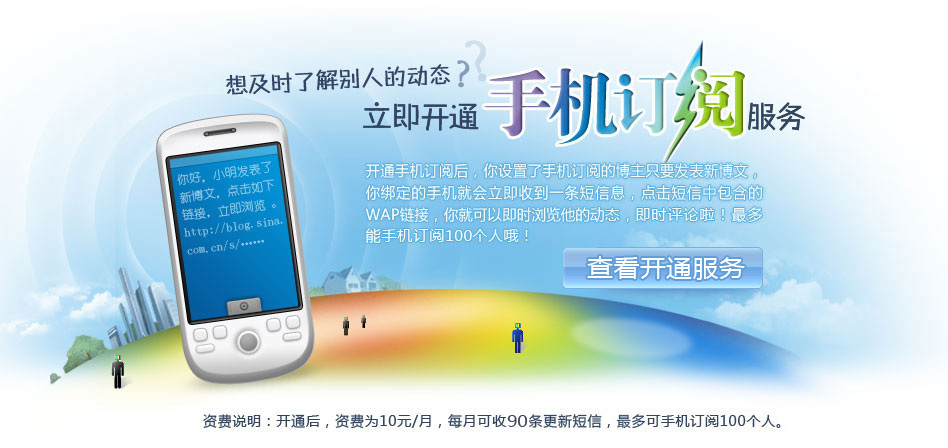 想及时了解别人的动态??
立即开通手机订阅服务
你好，小明发表了
新博文，点击如下
链接，立即浏览。
http://blog.sina.
com.cn/s/······
开通手机订阅后，你设置了手机订阅的博主只要发表新博文，
你绑定的手机就会立即收到一条短信息，点击短信中包含的
WAP链接，你就可以即时浏览他的动态，即时评论啦！最多
能手机订阅100个人哦！
查看开通服务
资费说明：开通后，资费为10元/月，每月可收90条更新短信，最多可手机订阅100个人。